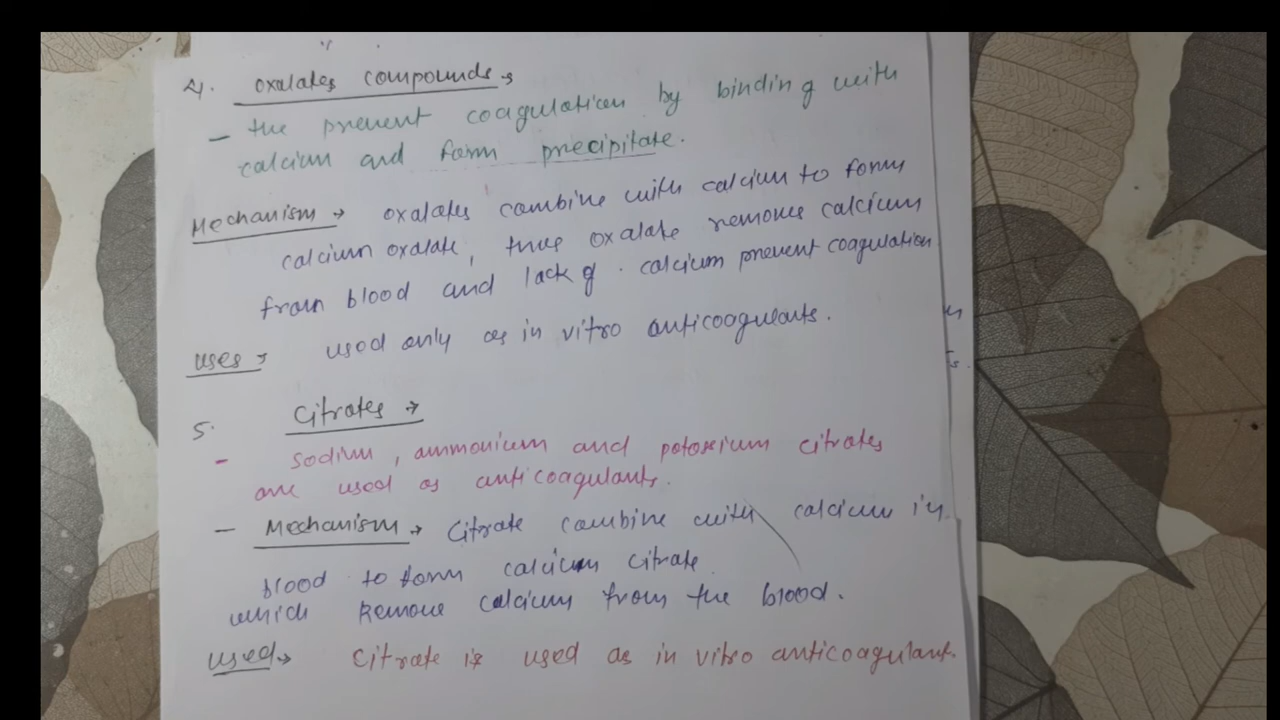 4. oxalates compounds →
- the prevent coagulation by binding with
calcium and form precipitate.
Mechanism → oxalates combine with calcium to form
calcium oxalate, thus oxalate remove calcium
from blood and lack of calcium prevent coagulation
Uses → used only as in vitro anticoagulants.
5. Citrates →
- sodium, ammonium and potassium citrates
are used as anticoagulants.
- Mechanism → Citrate combine with calcium in
blood to form calcium citrate
which Remove calcium from the blood.
Used → Citrate is used as in vitro anticoagulant.